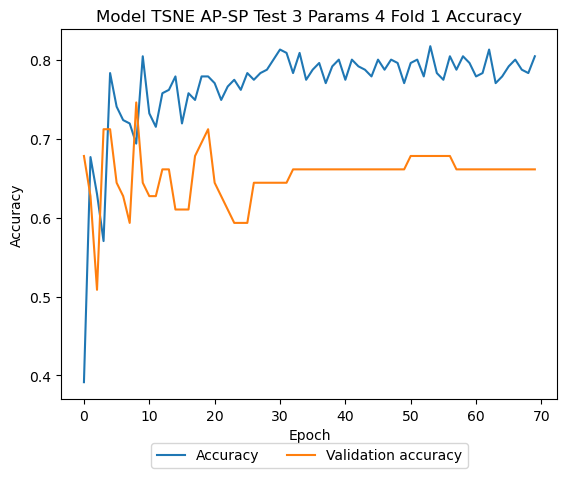 Model TSNE AP-SP Test 3 Params 4 Fold 1 Accuracy
0.8
0.7
0.6
0.5
0.4
Accuracy
0 10 20 30 40 50 60 70
Epoch
Accuracy Validation accuracy